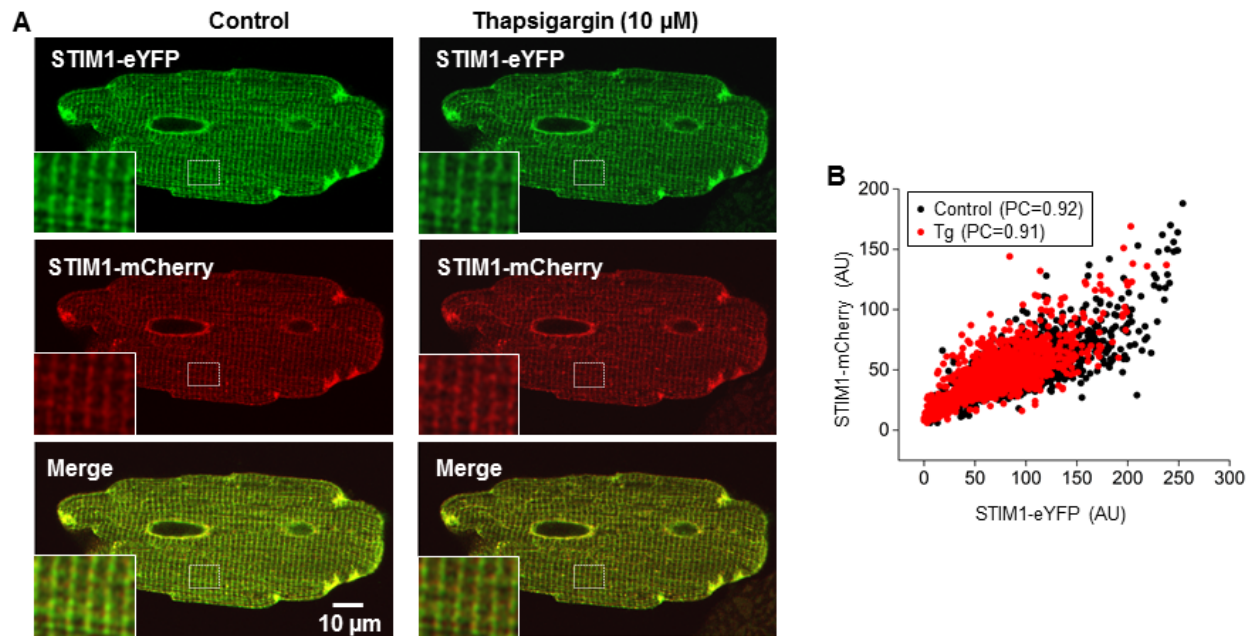 A
Control
Thapsigargin (10 µM)
STIM1-eYFP
STIM1-eYFP
STIM1-mCherry
STIM1-mCherry
Merge
10 µm
Merge
B
200
150
100
50
0
STIM1-mCherry (AU)
Control (PC=0.92)
Tg (PC=0.91)
0 50 100 150 200 250 300
STIM1-eYFP (AU)